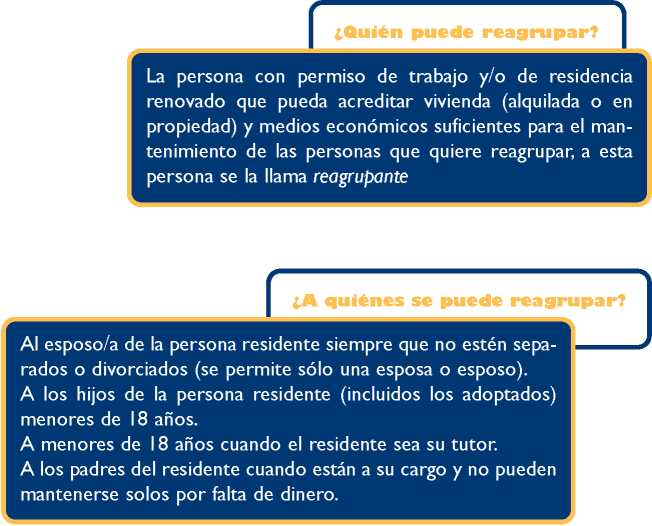 ¿Quién puede reagrupar?
La persona con permiso de trabajo y/o de residencia
renovado que pueda acreditar vivienda (alquilada o en
propiedad) y medios económicos suficientes para el man-
tenimiento de las personas que quiere reagrupar, a esta
persona se la llama reagrupante
¿A quiénes se puede reagrupar?
Al esposo/a de la persona residente siempre que no estén sepa-
rados o divorciados (se permite sólo una esposa o esposo).
A los hijos de la persona residente (incluidos los adoptados)
menores de 18 años.
A menores de 18 años cuando el residente sea su tutor.
A los padres del residente cuando están a su cargo y no pueden
mantenerse solos por falta de dinero.